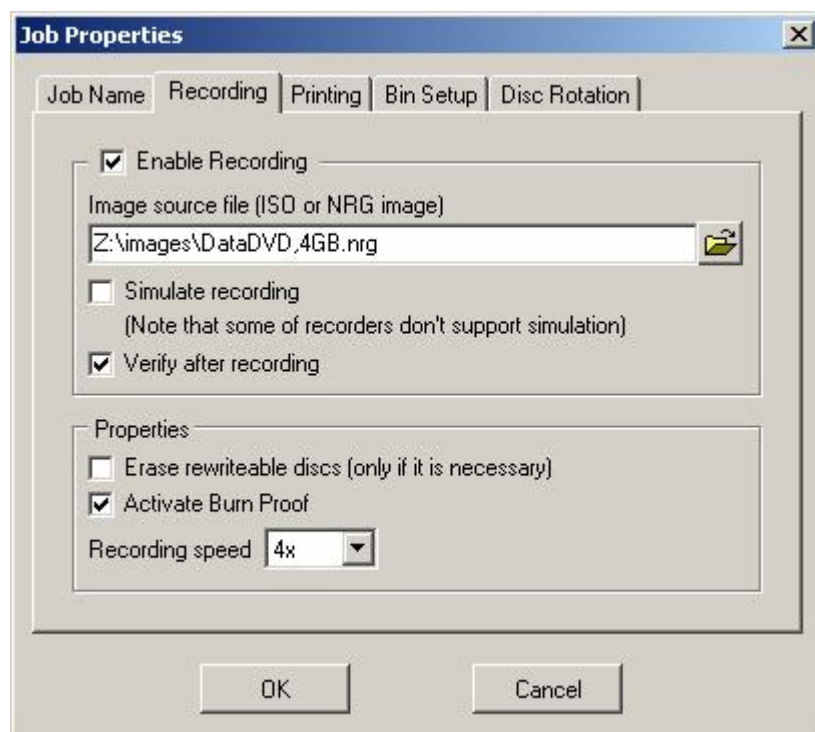 Job Properties
Job Name Recording Printing Bin Setup Disc Rotation
Enable Recording
Image source file (ISO or NRG image)
Z:\images\DataDVD,4GB.nrg
Simulate recording
(Note that some of recorders don't support simulation)
Verify after recording
Properties
Erase rewriteable discs (only if it is necessary)
Activate Burn Proof
Recording speed 4x
OK Cancel